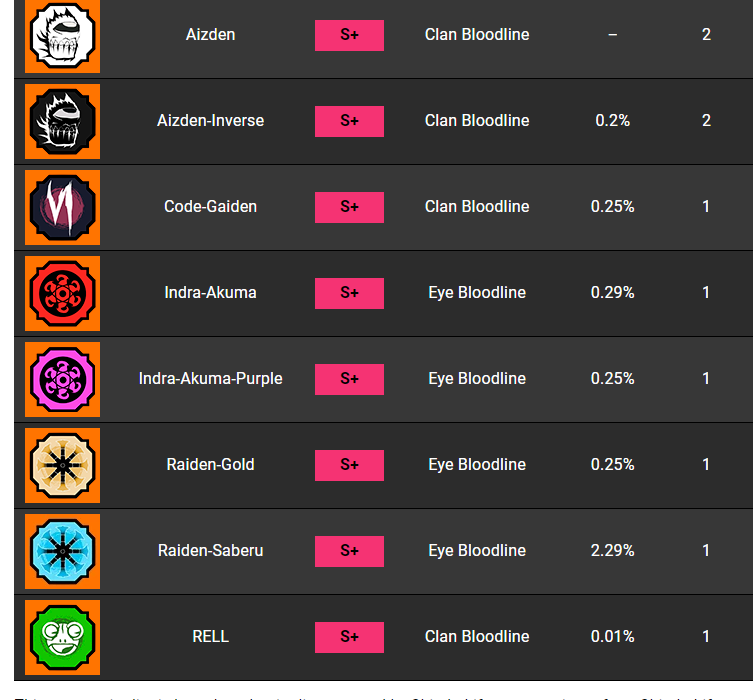 Aizden S+ Clan Bloodline – 2
Aizden-Inverse S+ Clan Bloodline 0.2% 2
Code-Gaiden S+ Clan Bloodline 0.25% 1
Indra-Akuma S+ Eye Bloodline 0.29% 1
Indra-Akuma-Purple S+ Eye Bloodline 0.25% 1
Raiden-Gold S+ Eye Bloodline 0.25% 1
Raiden-Saberu S+ Eye Bloodline 2.29% 1
RELL S+ Clan Bloodline 0.01% 1